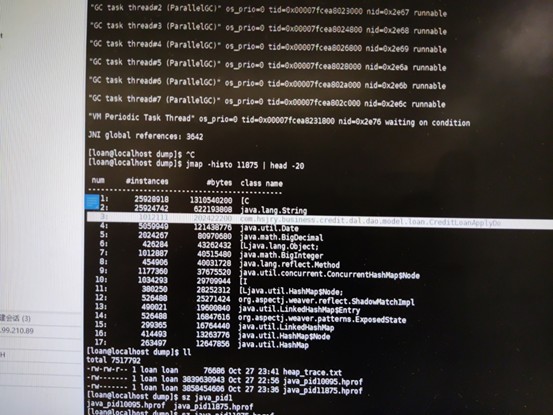 "GC task thread#2 (ParallelGC)" os_prio=0 tid=0x00007fcea8023000 nid=0x2e67 runnable
"GC task thread#3 (ParallelGC)" os_prio=0 tid=0x00007fcea8024800 nid=0x2e68 runnable
"GC task thread#4 (ParallelGC)" os_prio=0 tid=0x00007fcea8026800 nid=0x2e69 runnable
"GC task thread#5 (ParallelGC)" os_prio=0 tid=0x00007fcea8028000 nid=0x2e6a runnable
"GC task thread#6 (ParallelGC)" os_prio=0 tid=0x00007fcea802a000 nid=0x2e6b runnable
"GC task thread#7 (ParallelGC)" os_prio=0 tid=0x00007fcea802c000 nid=0x2e6c runnable
"VM Periodic Task Thread" os_prio=0 tid=0x00007fcea8231800 nid=0x2e76 waiting on condition
JNI global references: 3642
[loan@localhost dump]$ ^C
[loan@localhost dump]$ jmap -histo 11875 | head -20
num #instances #bytes class name
----------------------------------------------
1: 25928918 1310540200 [C
2: 25924742 622193808 java.lang.String
3: 1012111 202422200 com.hsjry.business.credit.dal.dao.model.loan.CreditLoanApplyDo
4: 5059949 121438776 java.util.Date
5: 2024267 80970680 java.math.BigDecimal
6: 426284 43262432 [Ljava.lang.Object;
7: 1012887 40515480 java.math.BigInteger
8: 454906 40031728 java.lang.reflect.Method
9: 1177360 37675520 java.util.concurrent.ConcurrentHashMap$Node
10: 1034293 29709944 [I
11: 380250 28252312 [Ljava.util.HashMap$Node;
12: 526488 25271424 org.aspectj.weaver.reflect.ShadowMatchImpl
13: 490021 19600840 java.util.LinkedHashMap$Entry
14: 526488 16847616 org.aspectj.weaver.patterns.ExposedState
15: 299365 16764440 java.util.LinkedHashMap
16: 414493 13263776 java.util.HashMap$Node
17: 263497 12647856 java.util.HashMap
[loan@localhost dump]$ ll
total 7517792
-rw-rw-r-- 1 loan loan 76686 Oct 27 23:41 heap_trace.txt
-rw------- 1 loan loan 3839630943 Oct 27 22:56 java_pid10095.hprof
-rw------- 1 loan loan 3858454606 Oct 27 23:36 java_pid11875.hprof
[loan@localhost dump]$ sz java_pid1
java_pid10095.hprof java_pid11875.hprof
[loan@localhost dump]$ sz java_pid11875.hprof
建会话 (3)
.99.210.89
H